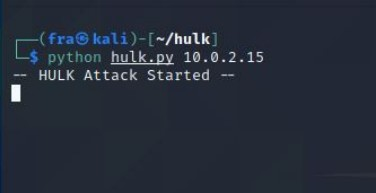 ┌──(fra㉿kali)-[~/hulk]
└─$ python hulk.py 10.0.2.15
-- HULK Attack Started --